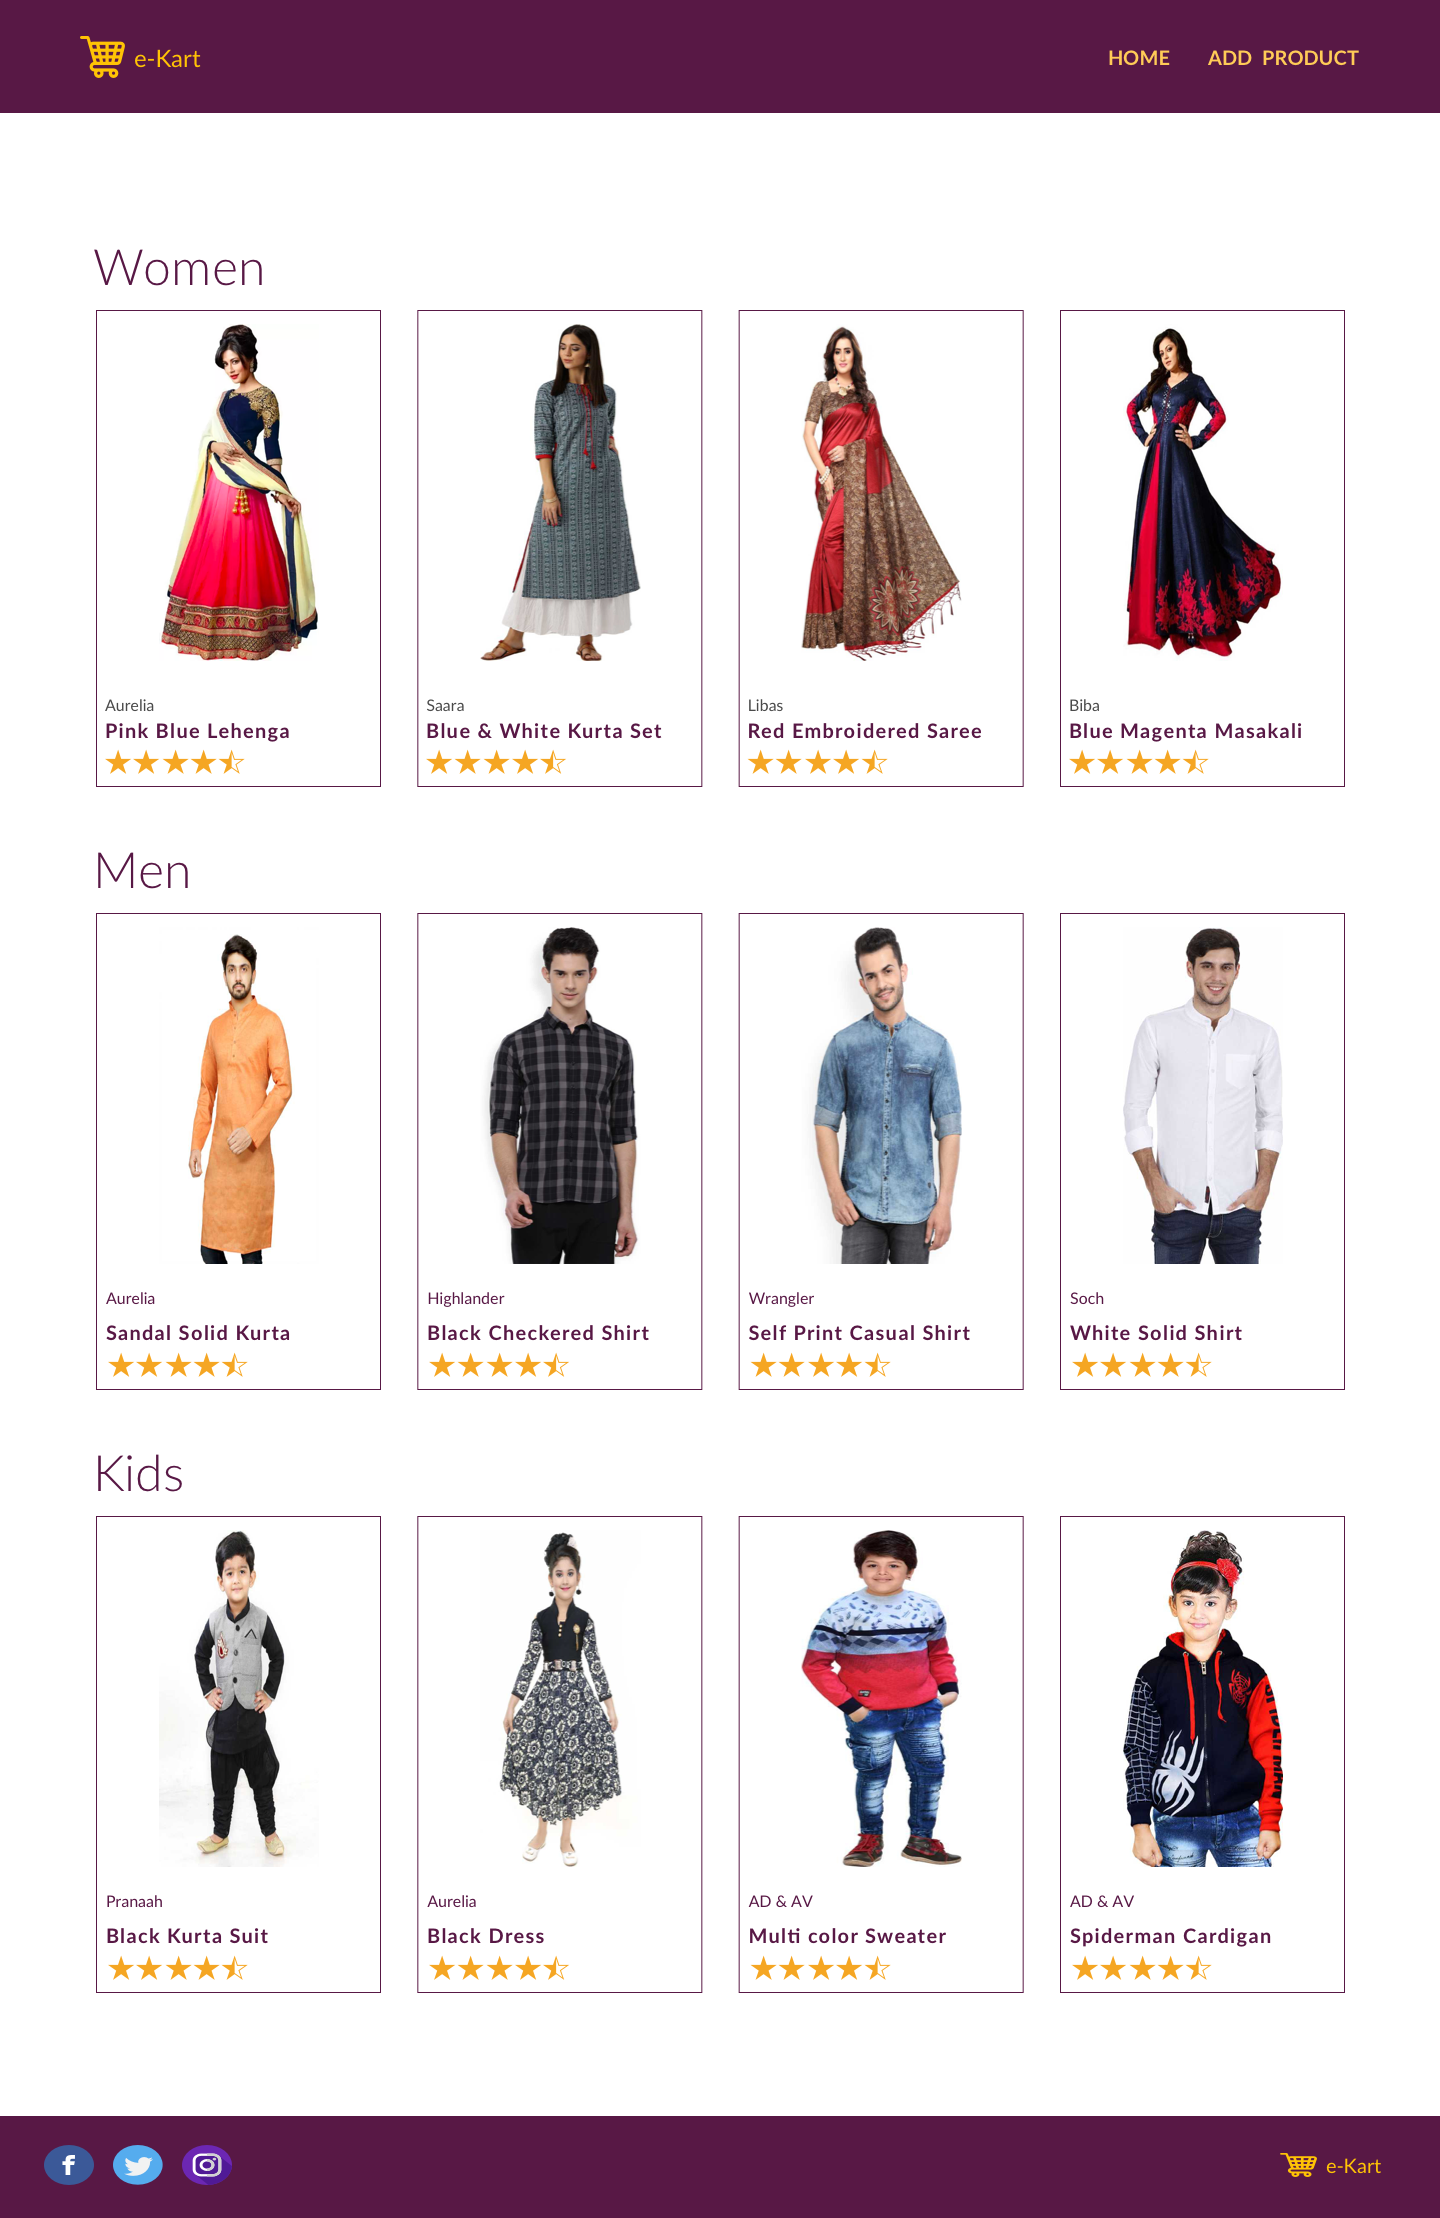 e-Kart
HOME ADD PRODUCT
Women
Aurelia
Pink Blue Lehenga
Saara
Blue & White Kurta Set
Libas
Red Embroidered Saree
Biba
Blue Magenta Masakali
Men
Aurelia
Sandal Solid Kurta
Highlander
Black Checkered Shirt
Wrangler
Self Print Casual Shirt
Soch
White Solid Shirt
Kids
Pranaah
Black Kurta Suit
Aurelia
Black Dress
AD & AV
Multi color Sweater
AD & AV
Spiderman Cardigan
f
e-Kart